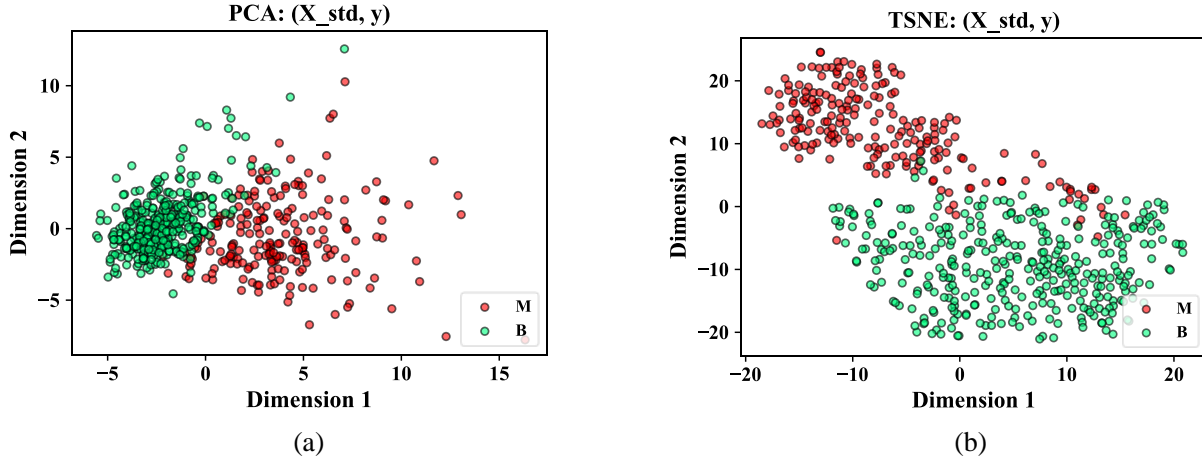 PCA: (X_std, y)
10
5
0
−5
Dimension 2
−5
0
5
10
15
Dimension 1
M
B
(a)
TSNE: (X_std, y)
20
10
0
−10
−20
Dimension 2
−20
−10
0
10
20
Dimension 1
M
B
(b)